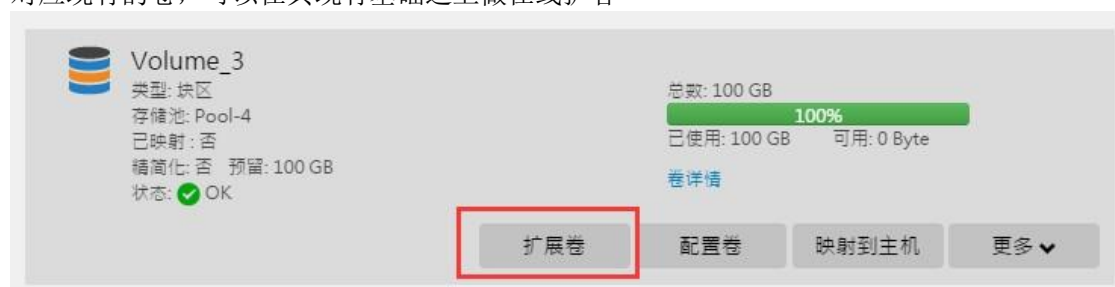 对应现有的卷，可以在其现有基础之上做在线扩容
Volume_3
类型: 块区
存储池: Pool-4
已映射 : 否
精简化: 否 预留: 100 GB
状态: OK
总数: 100 GB
100%
已使用: 100 GB 可用: 0 Byte
卷详情
扩展卷 配置卷 映射到主机 更多